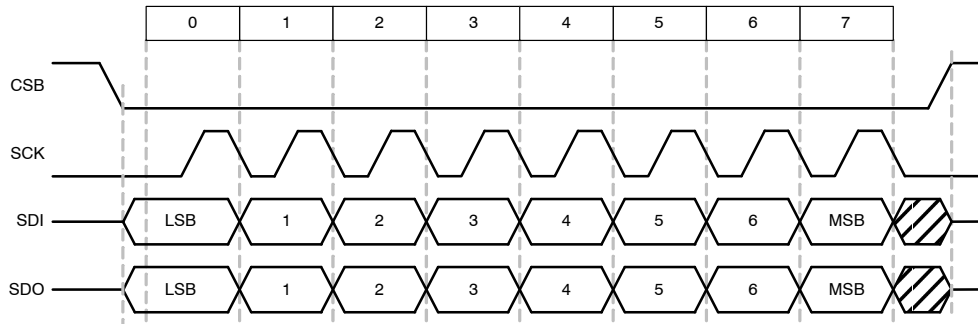 0 1 2 3 4 5 6 7
CSB
SCK
SDI LSB 1 2 3 4 5 6 MSB
SDO LSB 1 2 3 4 5 6 MSB